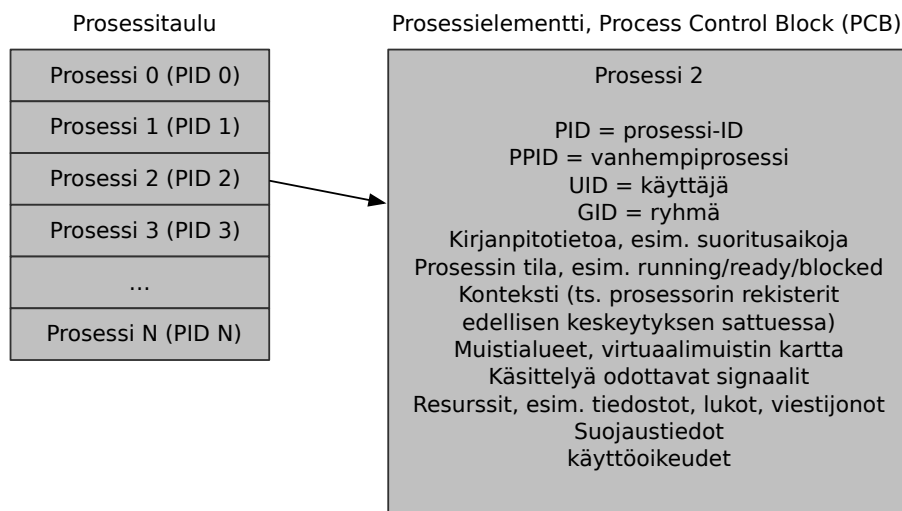 Prosessitaulu
Prosessi 0 (PID 0)
Prosessi 1 (PID 1)
Prosessi 2 (PID 2)
Prosessi 3 (PID 3)
...
Prosessi N (PID N)
Prosessielementti, Process Control Block (PCB)
Prosessi 2
PID = prosessi-ID
PPID = vanhempiprosessi
UID = käyttäjä
GID = ryhmä
Kirjanpitotietoa, esim. suoritusaikoja
Prosessin tila, esim. running/ready/blocked
Konteksti (ts. prosessorin rekisterit
edellisen keskeytyksen sattuessa)
Muistialueet, virtuaalimuistin kartta
Käsittelyä odottavat signaalit
Resurssit, esim. tiedostot, lukot, viestijonot
Suojaustiedot
käyttöoikeudet